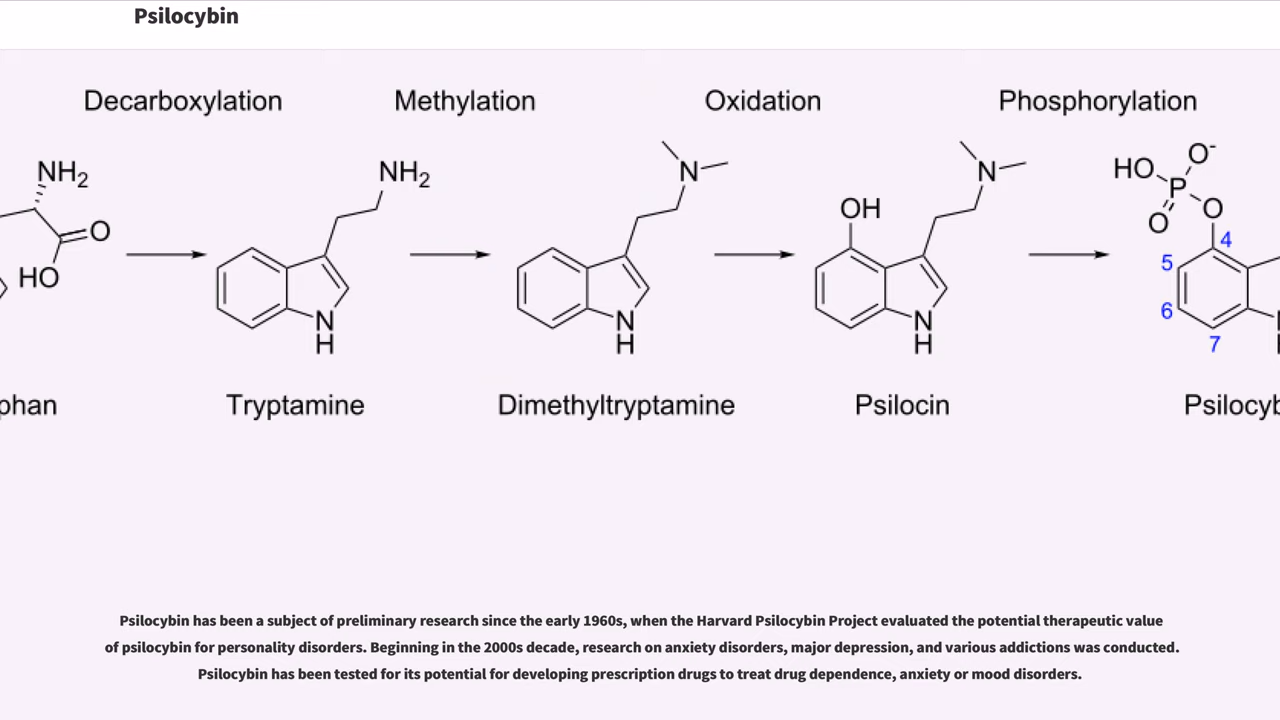 Psilocybin
Decarboxylation Methylation Oxidation Phosphorylation
NH2 NH2 N N HO O- P
O HO OH O O
4 5 6 7
N H N H N H
phan Tryptamine Dimethyltryptamine Psilocin Psilocyb
Psilocybin has been a subject of preliminary research since the early 1960s, when the Harvard Psilocybin Project evaluated the potential therapeutic value
of psilocybin for personality disorders. Beginning in the 2000s decade, research on anxiety disorders, major depression, and various addictions was conducted.
Psilocybin has been tested for its potential for developing prescription drugs to treat drug dependence, anxiety or mood disorders.